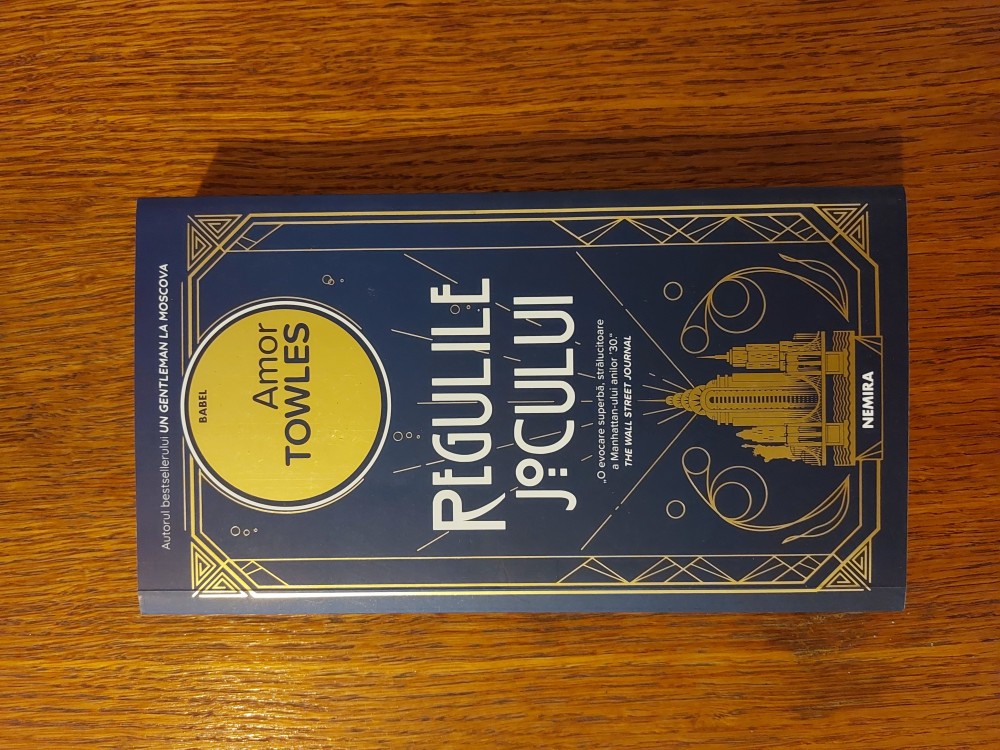 Autorul bestsellerului UN GENTLEMAN LA MOSCOVA
BABEL
Amor
TOWLES
REGULILE
JOCULUI
„O evocare superbă, strălucitoare
a Manhattan-ului anilor '30.”
THE WALL STREET JOURNAL
NEMIRA